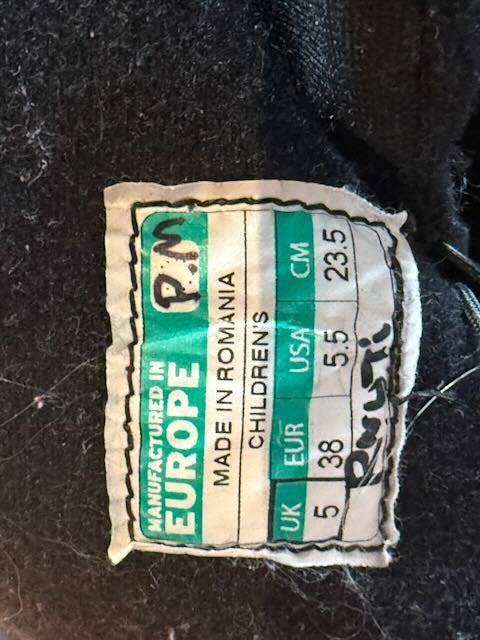 MANUFACTURED IN
EUROPE
P.M
MADE IN ROMANIA
CHILDREN'S
UK EUR USA CM
5 38 5.5 23.5